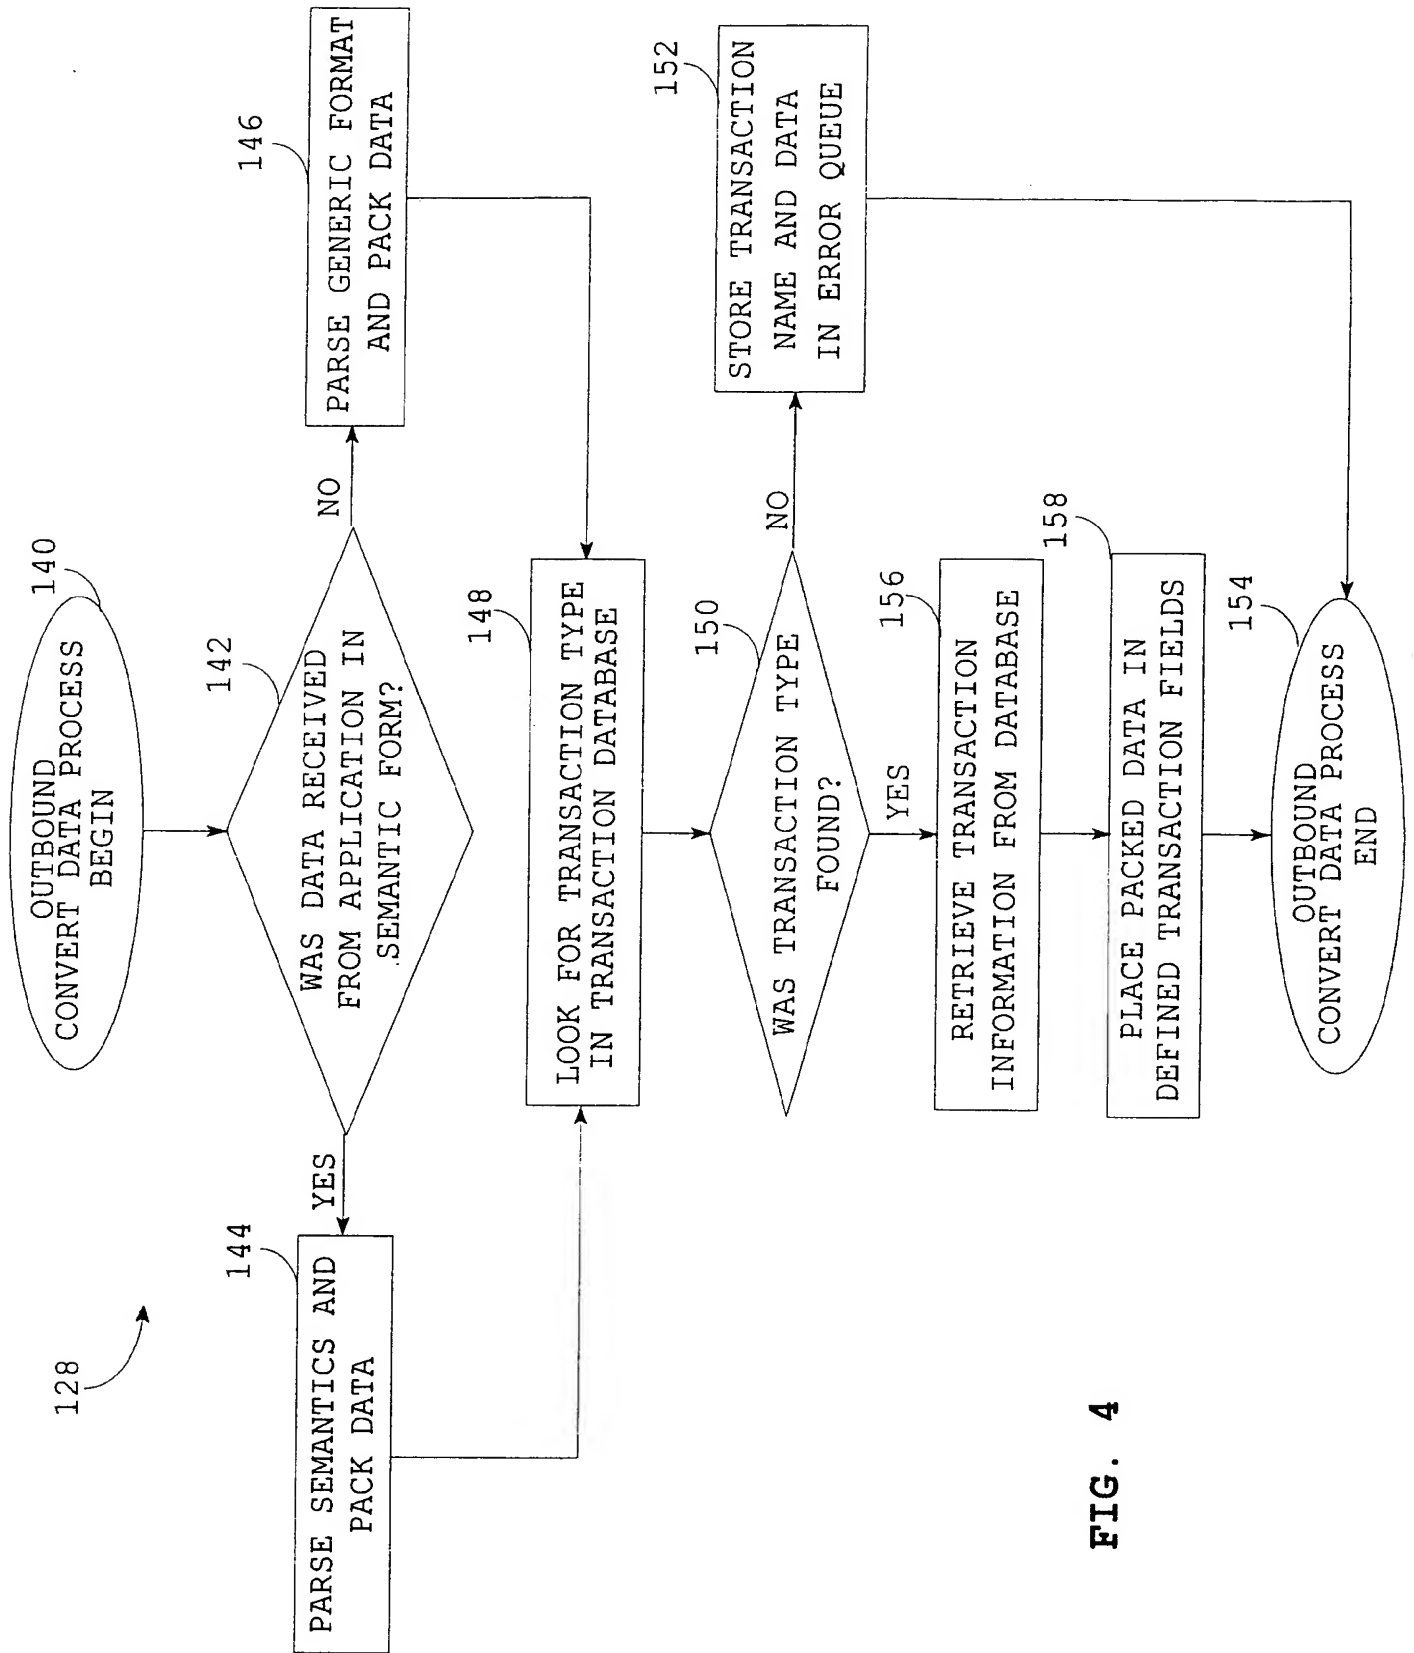 128
OUTBOUND
CONVERT DATA PROCESS
BEGIN
140
WAS DATA RECEIVED
FROM APPLICATION IN
SEMANTIC FORM?
142
YES
NO
PARSE SEMANTICS AND
PACK DATA
144
PARSE GENERIC FORMAT
AND PACK DATA
146
LOOK FOR TRANSACTION TYPE
IN TRANSACTION DATABASE
148
WAS TRANSACTION TYPE
FOUND?
150
NO
STORE TRANSACTION
NAME AND DATA
IN ERROR QUEUE
152
YES
RETRIEVE TRANSACTION
INFORMATION FROM DATABASE
156
PLACE PACKED DATA IN
DEFINED TRANSACTION FIELDS
158
OUTBOUND
CONVERT DATA PROCESS
END
154
FIG. 4